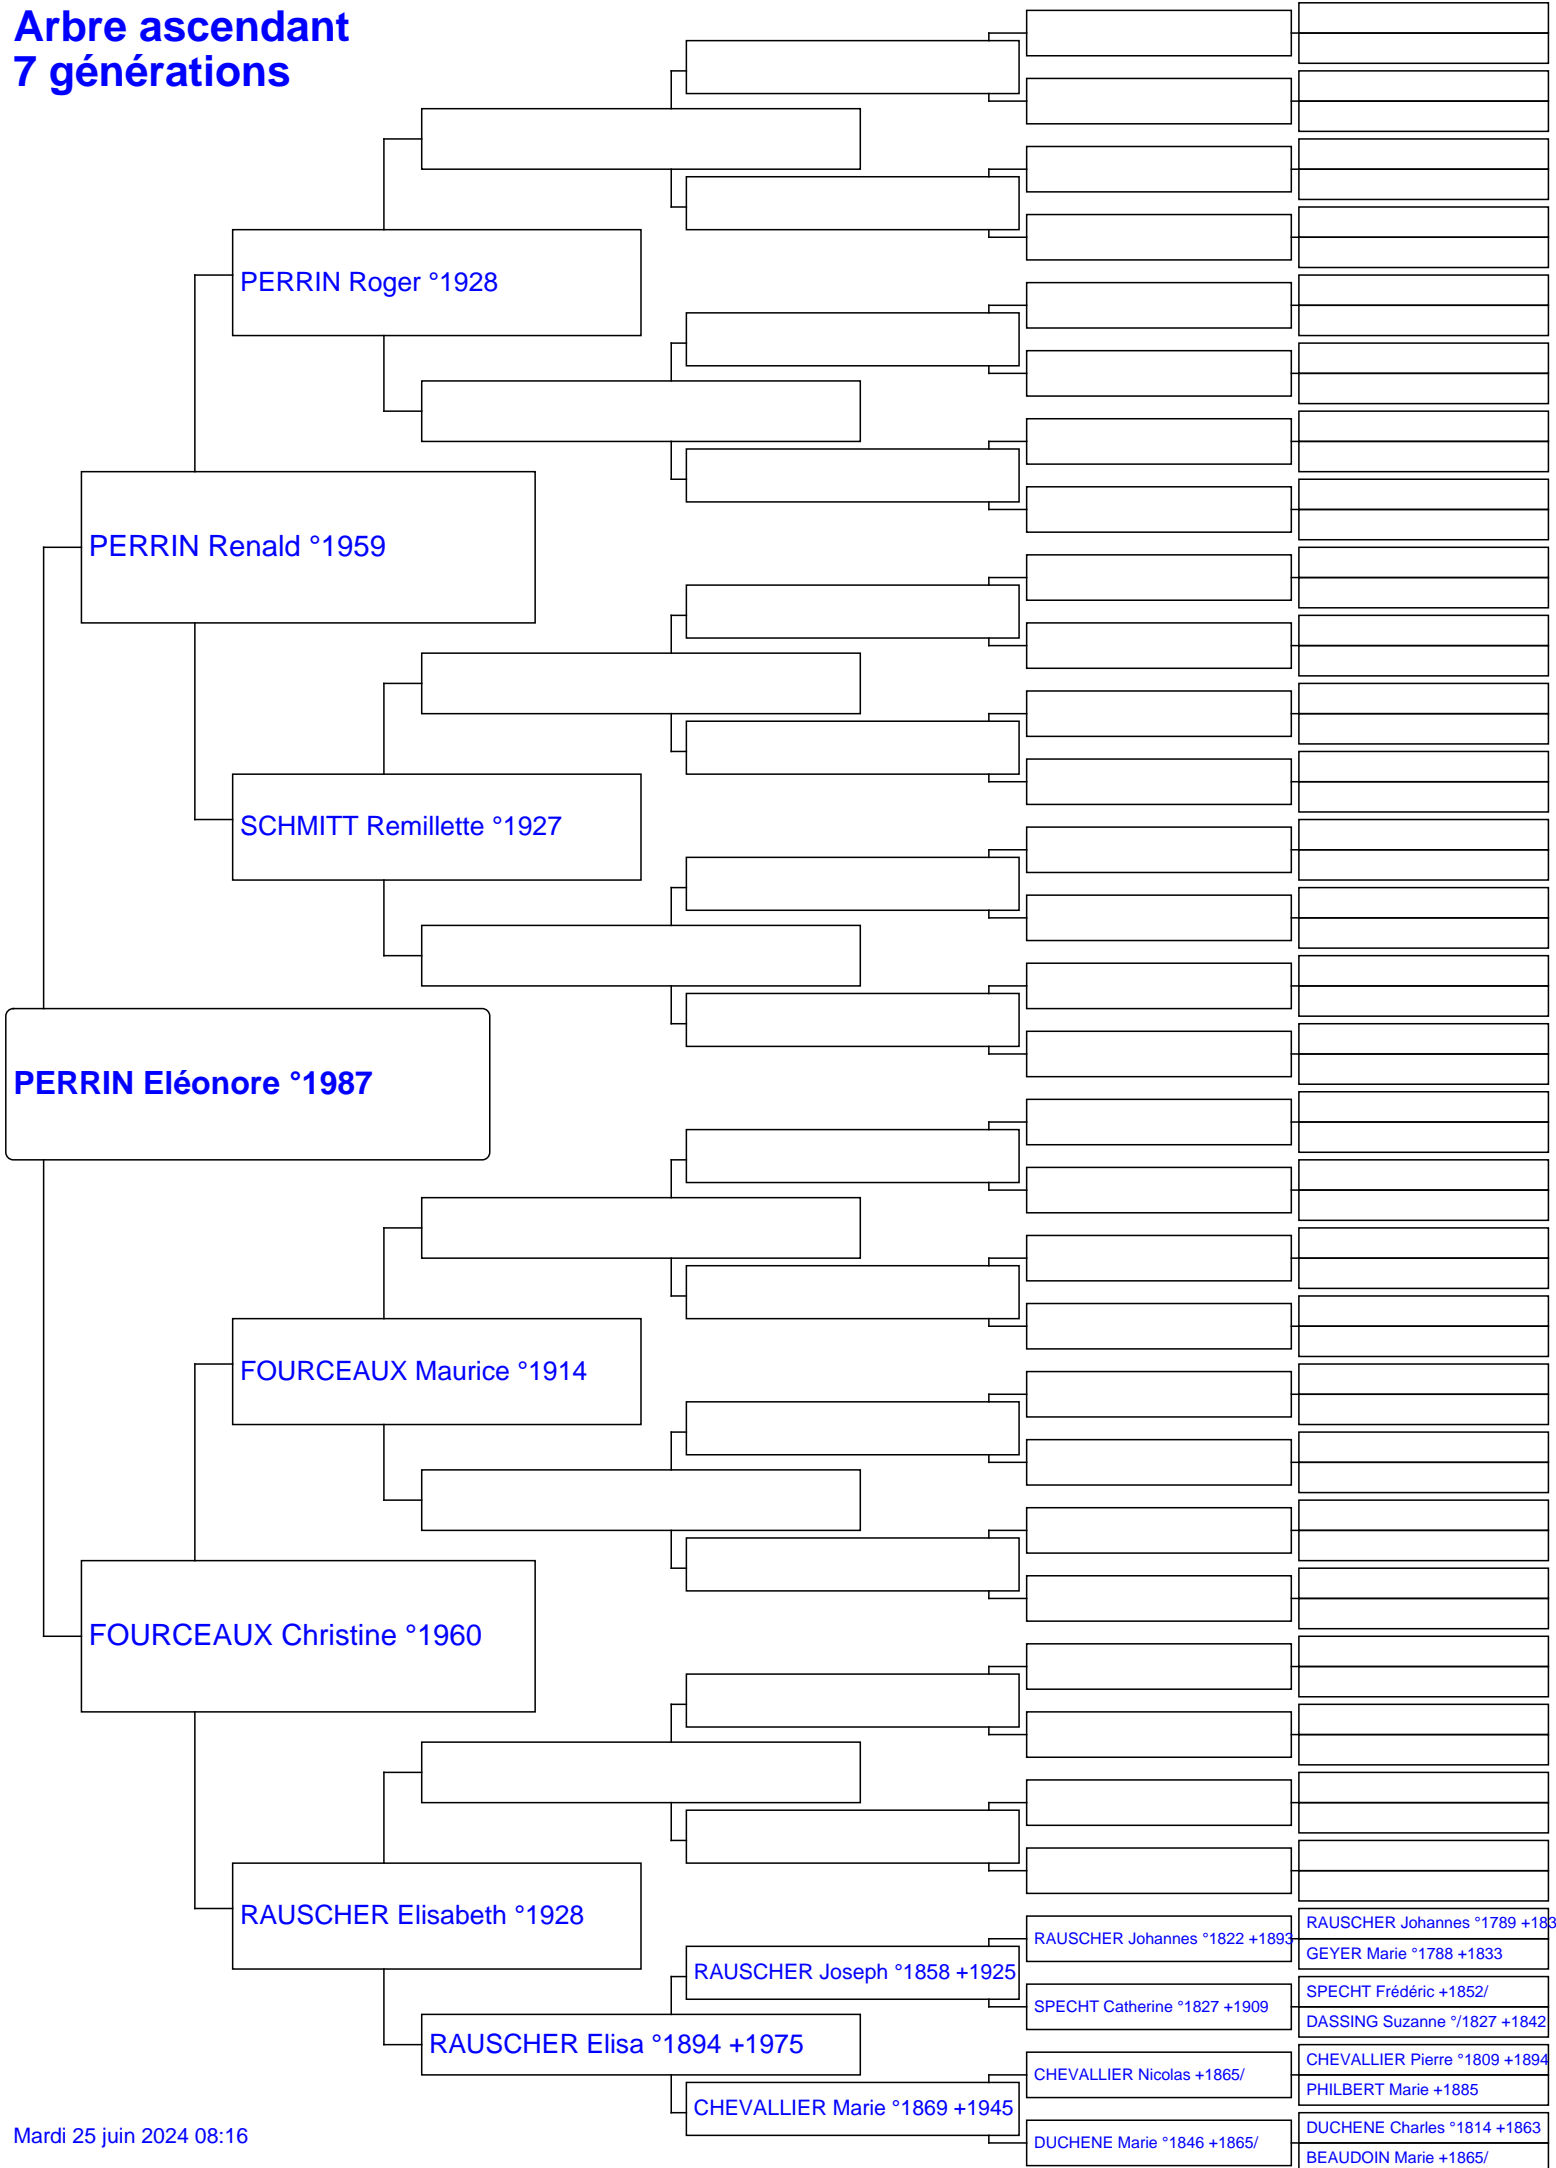 Arbre ascendant
7 générations
PERRIN Roger °1928
PERRIN Renald °1959
SCHMITT Remillette °1927
PERRIN Eléonore °1987
FOURCEAUX Maurice °1914
FOURCEAUX Christine °1960
RAUSCHER Elisabeth °1928
RAUSCHER Elisa °1894 +1975
RAUSCHER Joseph °1858 +1925
CHEVALLIER Marie °1869 +1945
RAUSCHER Johannes °1822 +1893
SPECHT Catherine °1827 +1909
CHEVALLIER Nicolas +1865/
DUCHENE Marie °1846 +1865/
RAUSCHER Johannes °1789 +183
GEYER Marie °1788 +1833
SPECHT Frédéric +1852/
DASSING Suzanne °/1827 +1842
CHEVALLIER Pierre °1809 +1894
PHILBERT Marie +1885
DUCHENE Charles °1814 +1863
BEAUDOIN Marie +1865/
Mardi 25 juin 2024 08:16